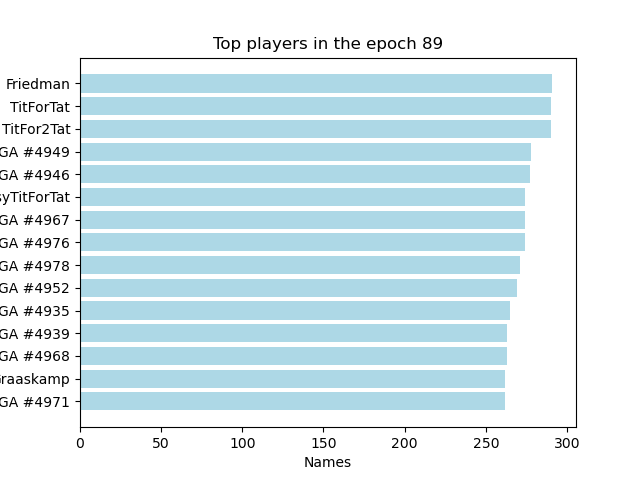 Top players in the epoch 89
Friedman
TitForTat
TitFor2Tat
GA #4949
GA #4946
syTitForTat
GA #4967
GA #4976
GA #4978
GA #4952
GA #4935
GA #4939
GA #4968
Graaskamp
GA #4971
0 50 100 150 200 250 300
Names